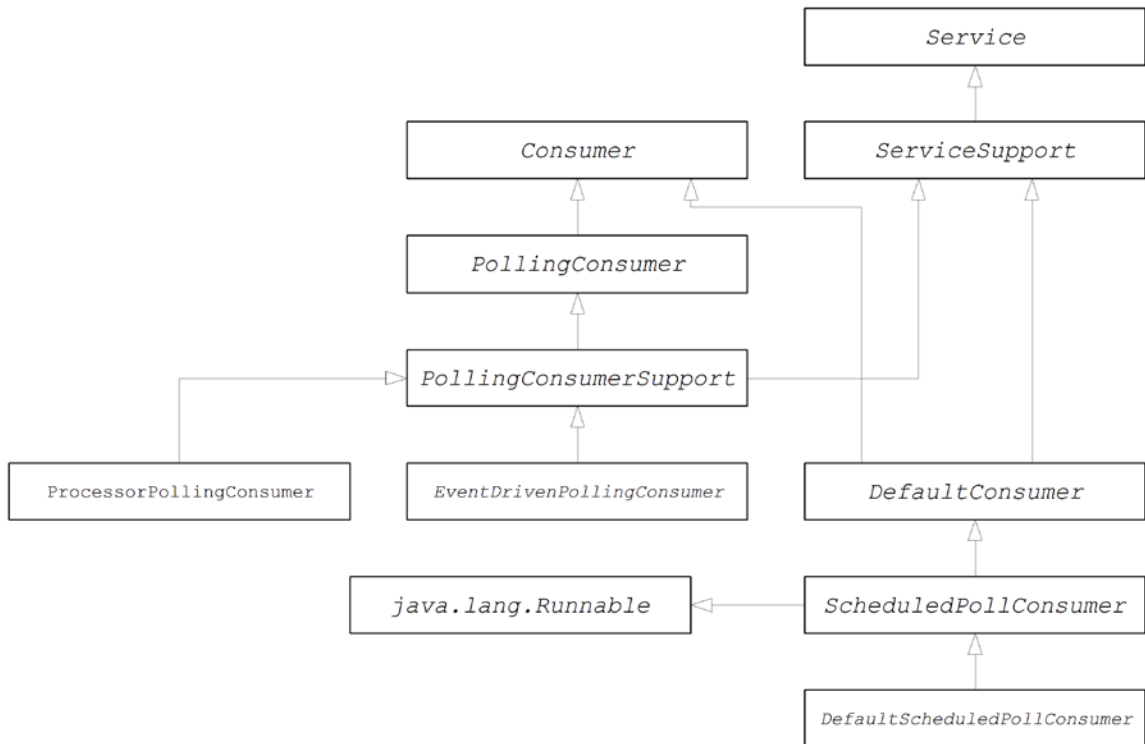 Service
Consumer
ServiceSupport
PollingConsumer
PollingConsumerSupport
ProcessorPollingConsumer
EventDrivenPollingConsumer
DefaultConsumer
java.lang.Runnable
ScheduledPollConsumer
DefaultScheduledPollConsumer